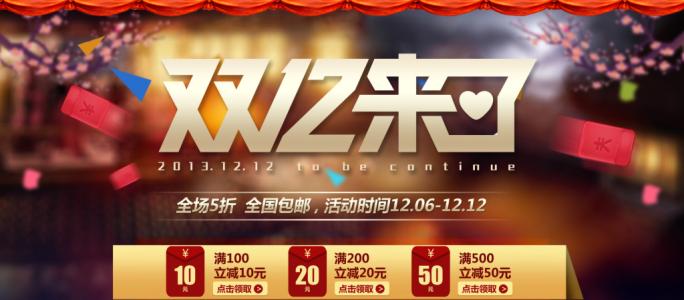 双12来了
2013.12.12 to be continue
全场5折 全国包邮，活动时间12.06-12.12
¥
10
元
满100
立减10元
点击领取
¥
20
元
满200
立减20元
点击领取
¥
50
元
满500
立减50元
点击领取